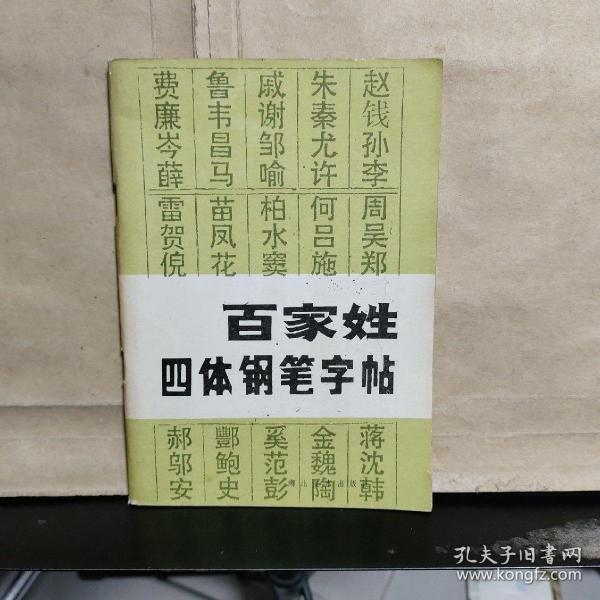 赵钱孙李
朱秦尤许
戚谢邹喻
鲁韦昌马
费廉岑薛
周吴郑
何吕施
柏水窦
苗凤花
雷贺倪
百家姓
四体钢笔字帖
蒋沈韩
金魏陶
奚范彭
酆鲍史
郝邬安
出版
孔夫子旧书网
www.kongfz.com